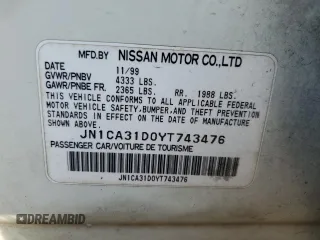 MFD.BY NISSAN MOTOR CO.,LTD
DATE 11/99
GVWR/PNBV 4333 LBS.
GAWR/PNBE FR. 2365 LBS. RR. 1988 LBS.
THIS VEHICLE CONFORMS TO ALL APPLICABLE FEDERAL
MOTOR VEHICLE SAFETY,BUMPER,AND THEFT PREVENTION
STANDARDS IN EFFECT ON THE DATE OF
MANUFACTURE SHOWN ABOVE.
JN1CA31D0YT743476
PASSENGER CAR/VOITURE DE TOURISME
JN1CA31D0YT743476
DREAMBID